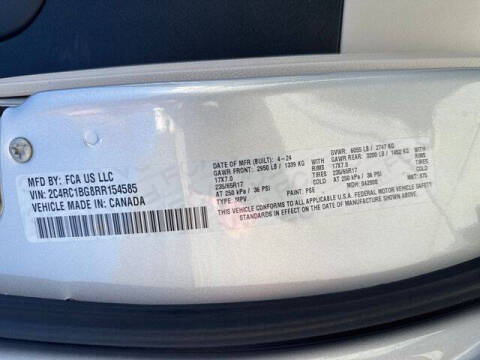 MFD BY: FCA US LLC
VIN: 2C4RC1BG8RR154585
VEHICLE MADE IN: CANADA
DATE OF MFR (BUILT): 4-24
GAWR FRONT: 2950 LB / 1339 KG
17X7.0
235/65R17
AT 250 kPa / 36 PSI
TYPE: MPV
PAINT: PSE
GVWR: 6055 LB / 2747 KG
GAWR REAR: 3200 LB / 1452 KG
17X7.0
235/65R17
AT 250 kPa / 36 PSI
THIS VEHICLE CONFORMS TO ALL APPLICABLE U.S.A. FEDERAL MOTOR VEHICLE SAFETY
STANDARDS IN EFFECT ON THE DATE OF MANUFACTURE SHOWN ABOVE.